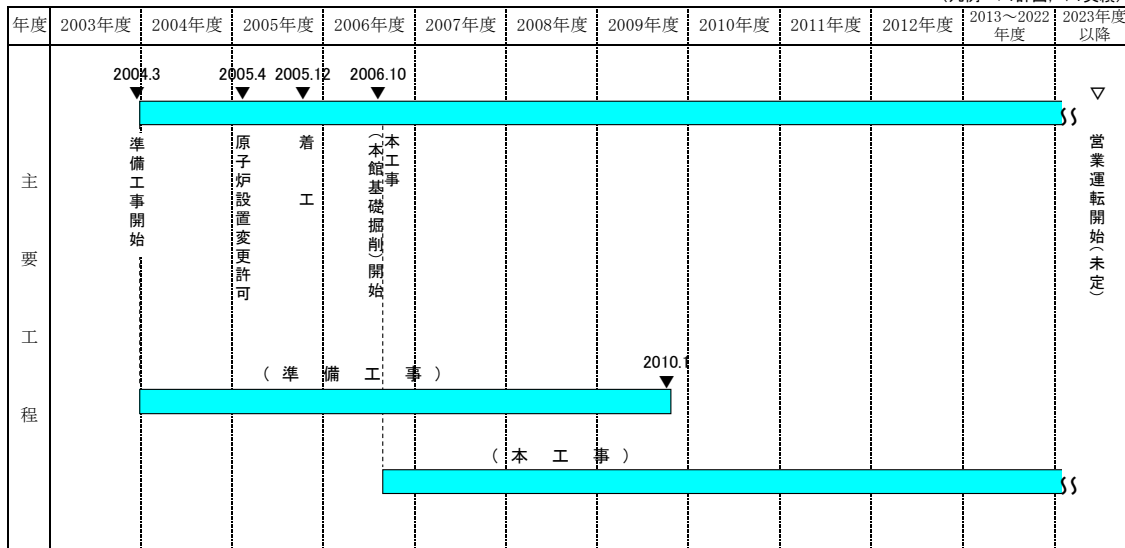 年度 2003年度 2004年度 2005年度 2006年度 2007年度 2008年度 2009年度 2010年度 2011年度 2012年度 2013～2022年度 2023年度以降
主要工程
2004.3 2005.4 2005.12 2006.10
▼ ▼ ▼ ▼ ▽
準備工事開始
原子炉設置変更許可
着工
本工事
（本館基礎掘削）開始
営業運転開始（未定）
（準備工事）
2010.1
▼
（本工事）